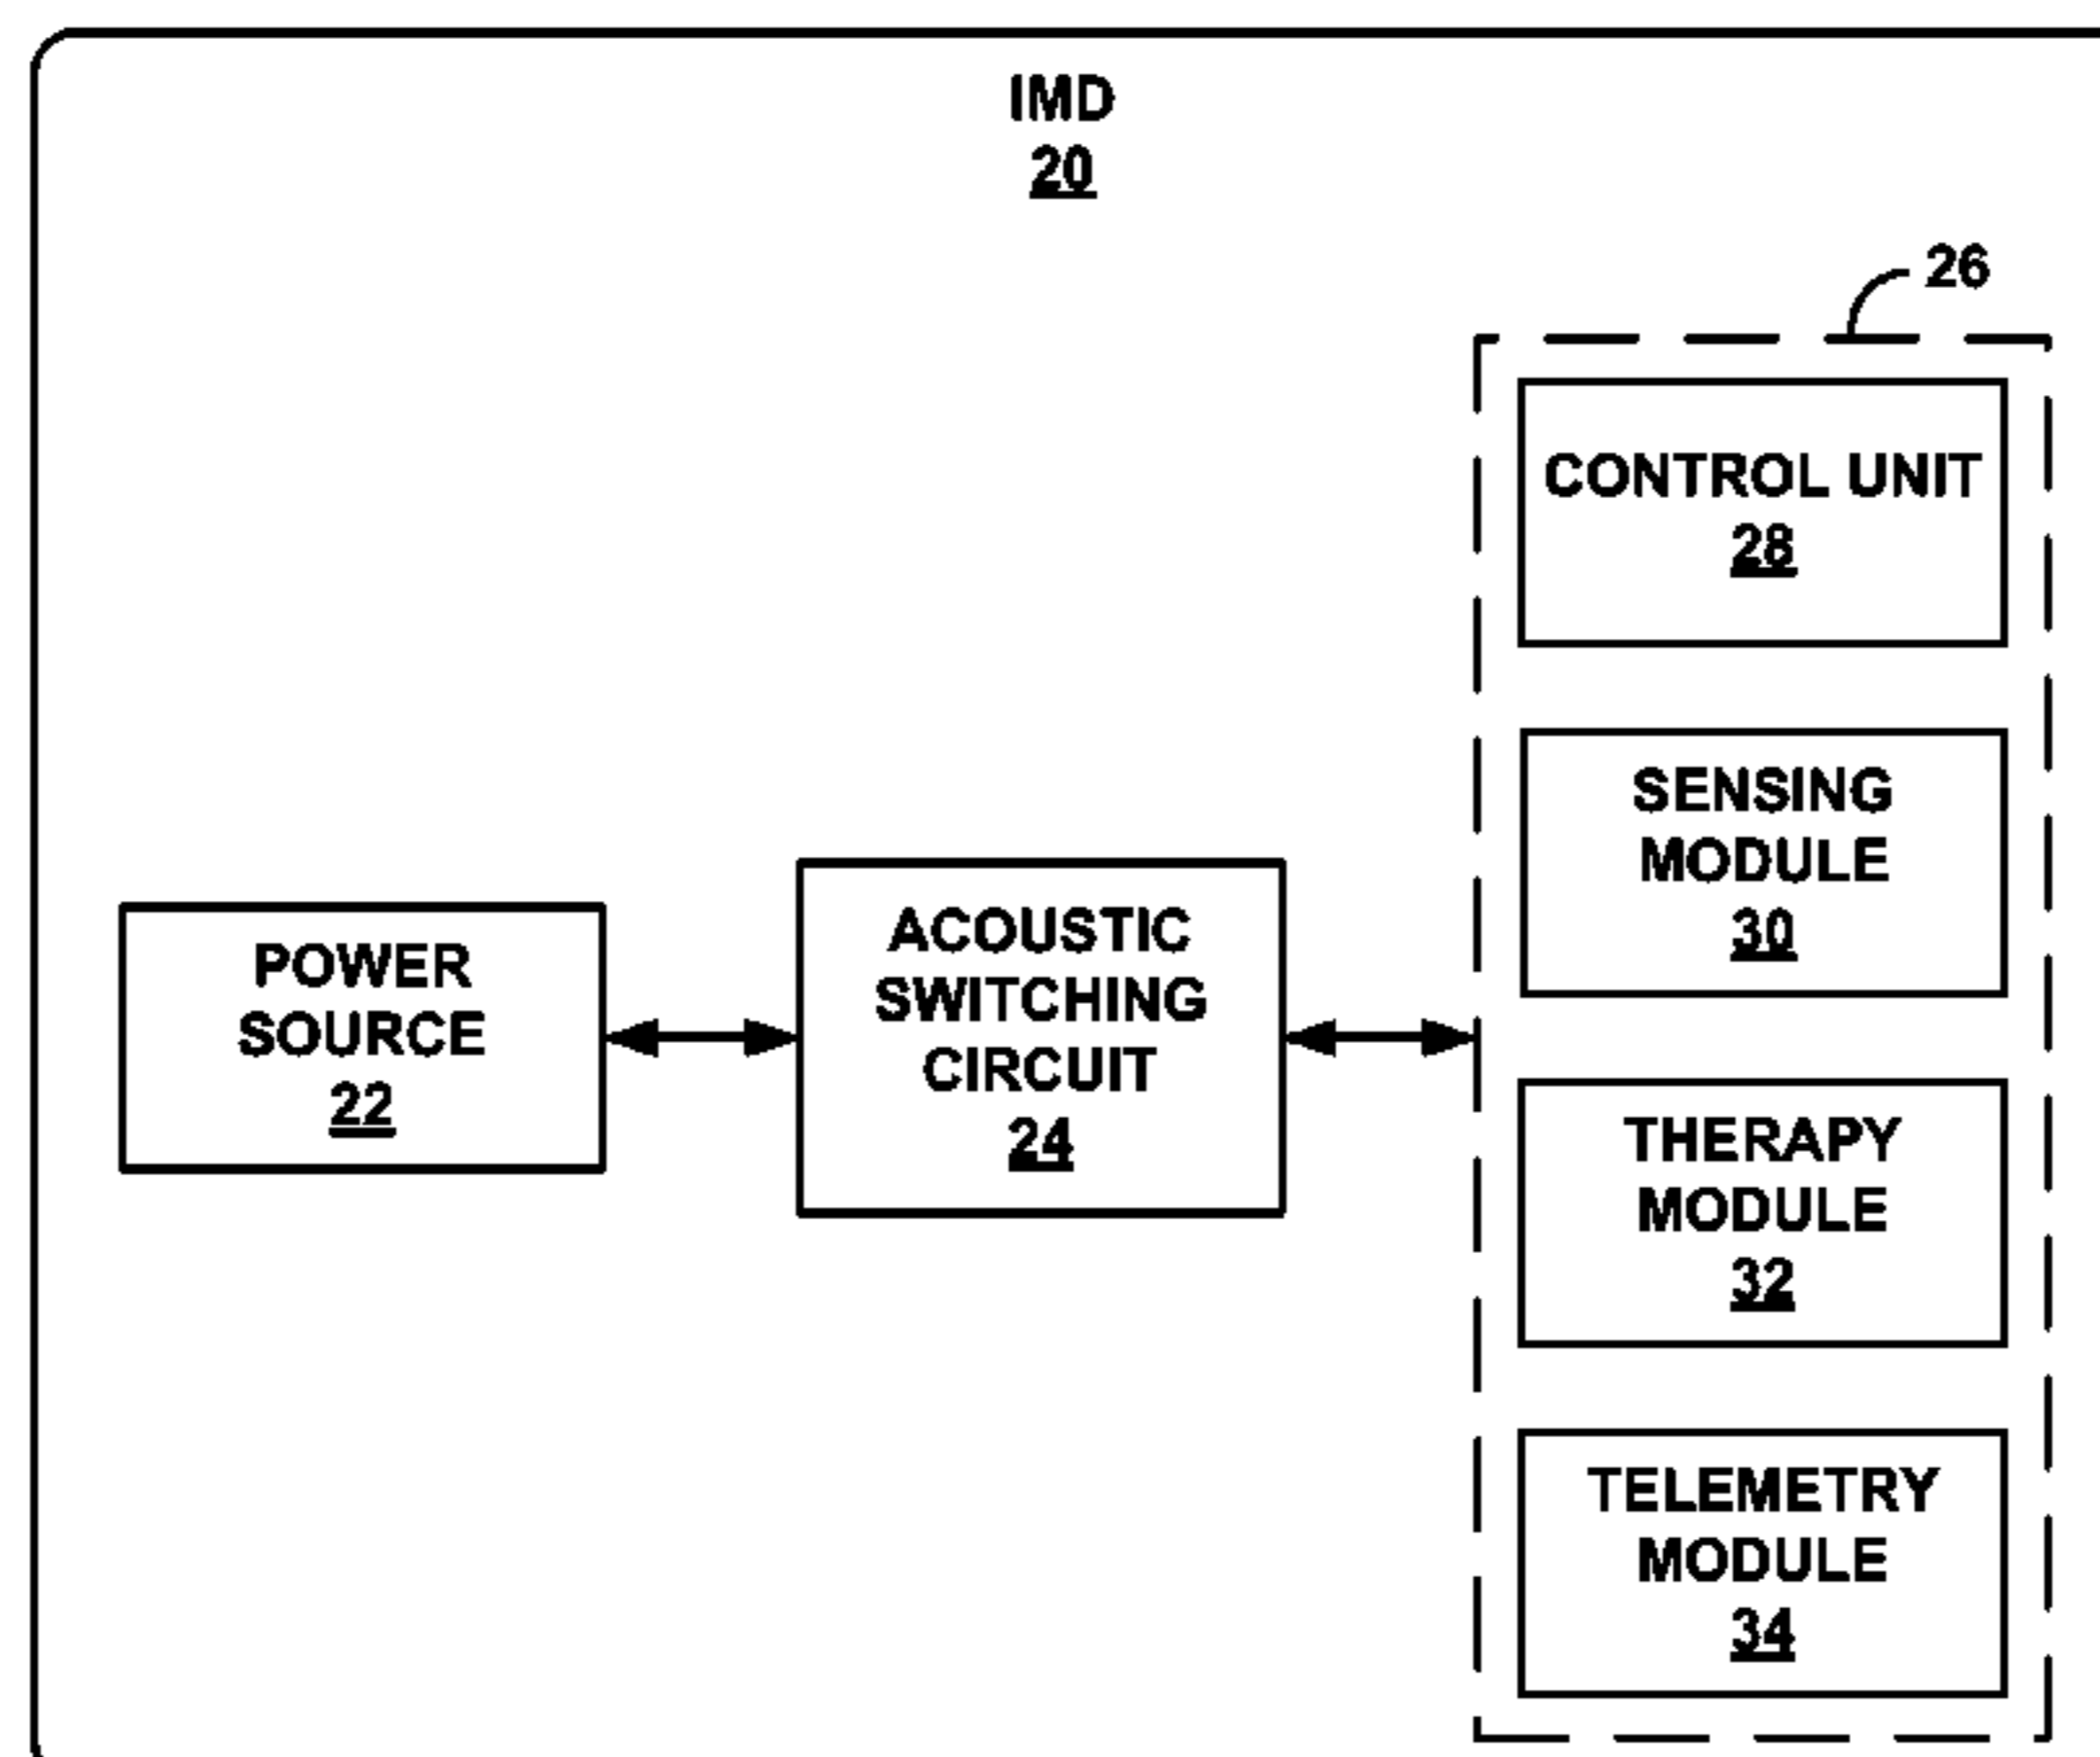 IMD
20
26
CONTROL UNIT
28
SENSING
MODULE
30
POWER
SOURCE
22
ACOUSTIC
SWITCHING
CIRCUIT
24
THERAPY
MODULE
32
TELEMETRY
MODULE
34